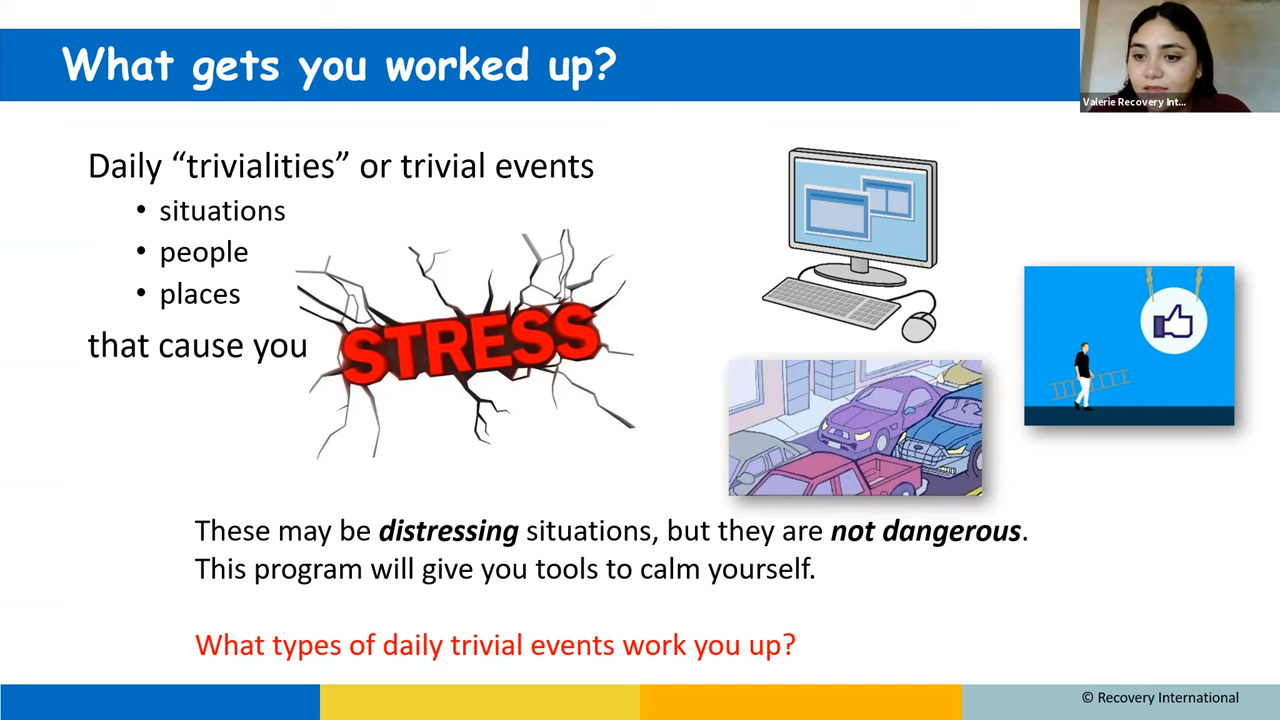 What gets you worked up?
Valerie Recovery Int...
Daily “trivialities” or trivial events
• situations
• people
• places
that cause you
STRESS
These may be distressing situations, but they are not dangerous.
This program will give you tools to calm yourself.
What types of daily trivial events work you up?
© Recovery International